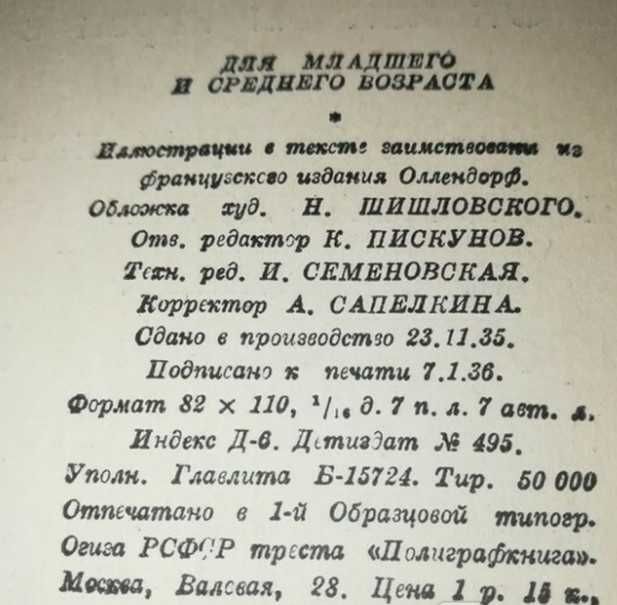 ДЛЯ МЛАДШЕГО
И СРЕДНЕГО ВОЗРАСТА
*
Иллюстрации в тексте заимствованы из
французского издания Оллендорф.
Обложка худ. Н. ШИШЛОВСКОГО.
Отв. редактор К. ПИСКУНОВ.
Техн. ред. И. СЕМЕНОВСКАЯ.
Корректор А. САПЕЛКИНА.
Сдано в производство 23.11.35.
Подписано к печати 7.1.36.
Формат 82 × 110, 1/16 д. 7 п. л. 7 авт. л.
Индекс Д-6. Детиздат № 495.
Уполн. Главлита Б-15724. Тир. 50 000
Отпечатано в 1-й Образцовой типогр.
Огиза РСФСР треста «Полиграфкнига».
Москва, Валовая, 28. Цена 1 р. 15 к.,